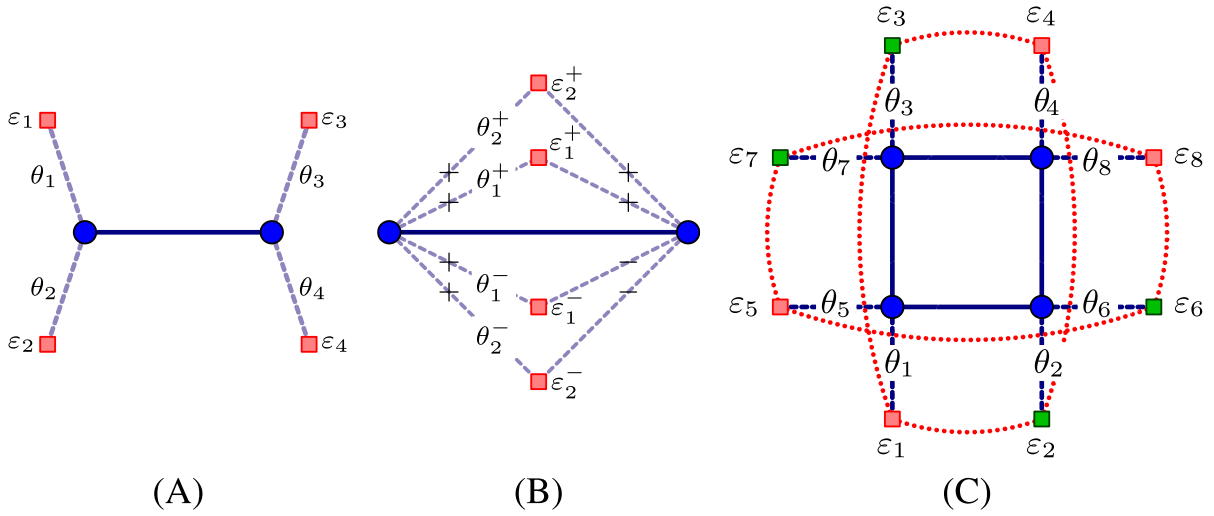 ε₁
ε₃
θ₁
θ₃
θ₂
θ₄
ε₂
ε₄
(A)
ε₂⁺
θ₂⁺
ε₁⁺
+ +
θ₁⁺
+ +
+ −
θ₁⁻
+ −
ε₁⁻
θ₂⁻
ε₂⁻
(B)
ε₃ ε₄
θ₃ θ₄
ε₇ θ₇ θ₈ ε₈
ε₅ θ₅ θ₆ ε₆
θ₁ θ₂
ε₁ ε₂
(C)